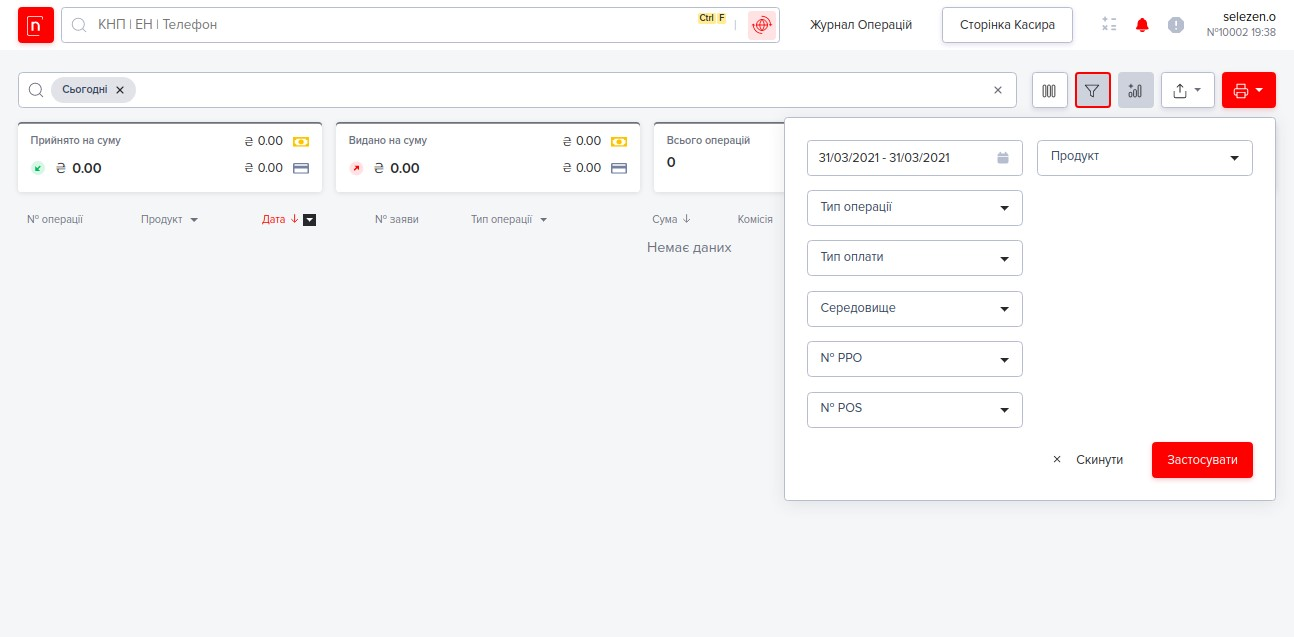 n
КНП | ЕН | Телефон
Ctrl F
Журнал Операцій
Сторінка Касира
selezen.o
№10002 19:38
Сьогодні
Прийнято на суму
₴ 0.00
₴ 0.00
₴ 0.00
Видано на суму
₴ 0.00
₴ 0.00
₴ 0.00
Всього операцій
0
31/03/2021 - 31/03/2021
Продукт
Тип операції
Тип оплати
Середовище
№ РРО
№ POS
Скинути
Застосувати
№ операції
Продукт
Дата
№ заяви
Тип операції
Сума
Комісія
Немає даних